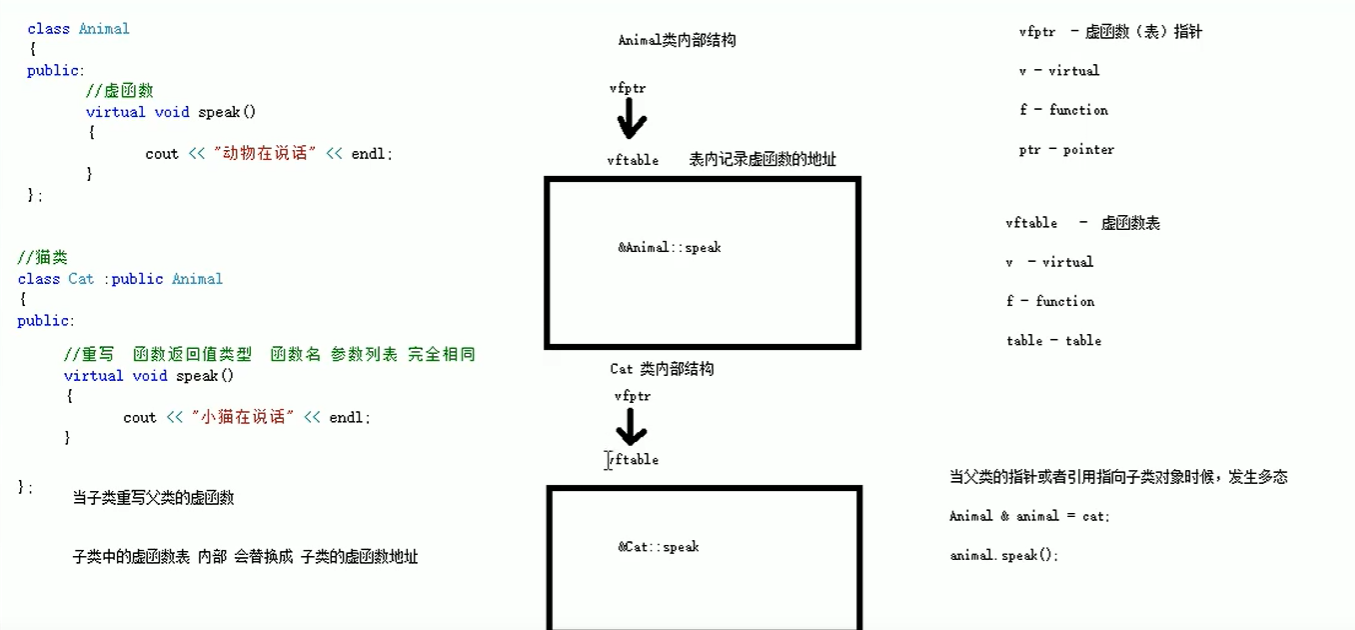 class Animal
{
public:
//虚函数
virtual void speak()
{
cout << "动物在说话" << endl;
}
};
//猫类
class Cat :public Animal
{
public:
//重写 函数返回值类型 函数名 参数列表 完全相同
virtual void speak()
{
cout << "小猫在说话" << endl;
}
};
当子类重写父类的虚函数
子类中的虚函数表 内部 会替换成 子类的虚函数地址
Animal类内部结构
vfptr
vftable 表内记录虚函数的地址
&Animal::speak
Cat 类内部结构
vfptr
vftable
&Cat::speak
vfptr - 虚函数（表）指针
v - virtual
f - function
ptr - pointer
vftable - 虚函数表
v - virtual
f - function
table - table
当父类的指针或者引用指向子类对象时候，发生多态
Animal & animal = cat;
animal.speak();